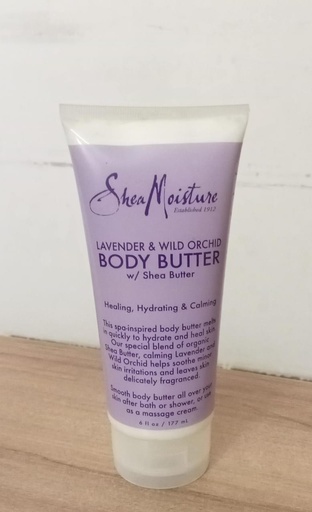 SheaMoisture
Established 1912
LAVENDER & WILD ORCHID
BODY BUTTER
w/ Shea Butter
Healing, Hydrating & Calming
This spa-inspired body butter melts
in quickly to hydrate and heal skin.
Our special blend of organic
Shea Butter, calming Lavender and
Wild Orchid helps soothe minor
skin irritations and leaves skin
delicately fragranced.
Smooth body butter all over your
skin after bath or shower, or use
as a massage cream.
6 fl oz / 177 mL